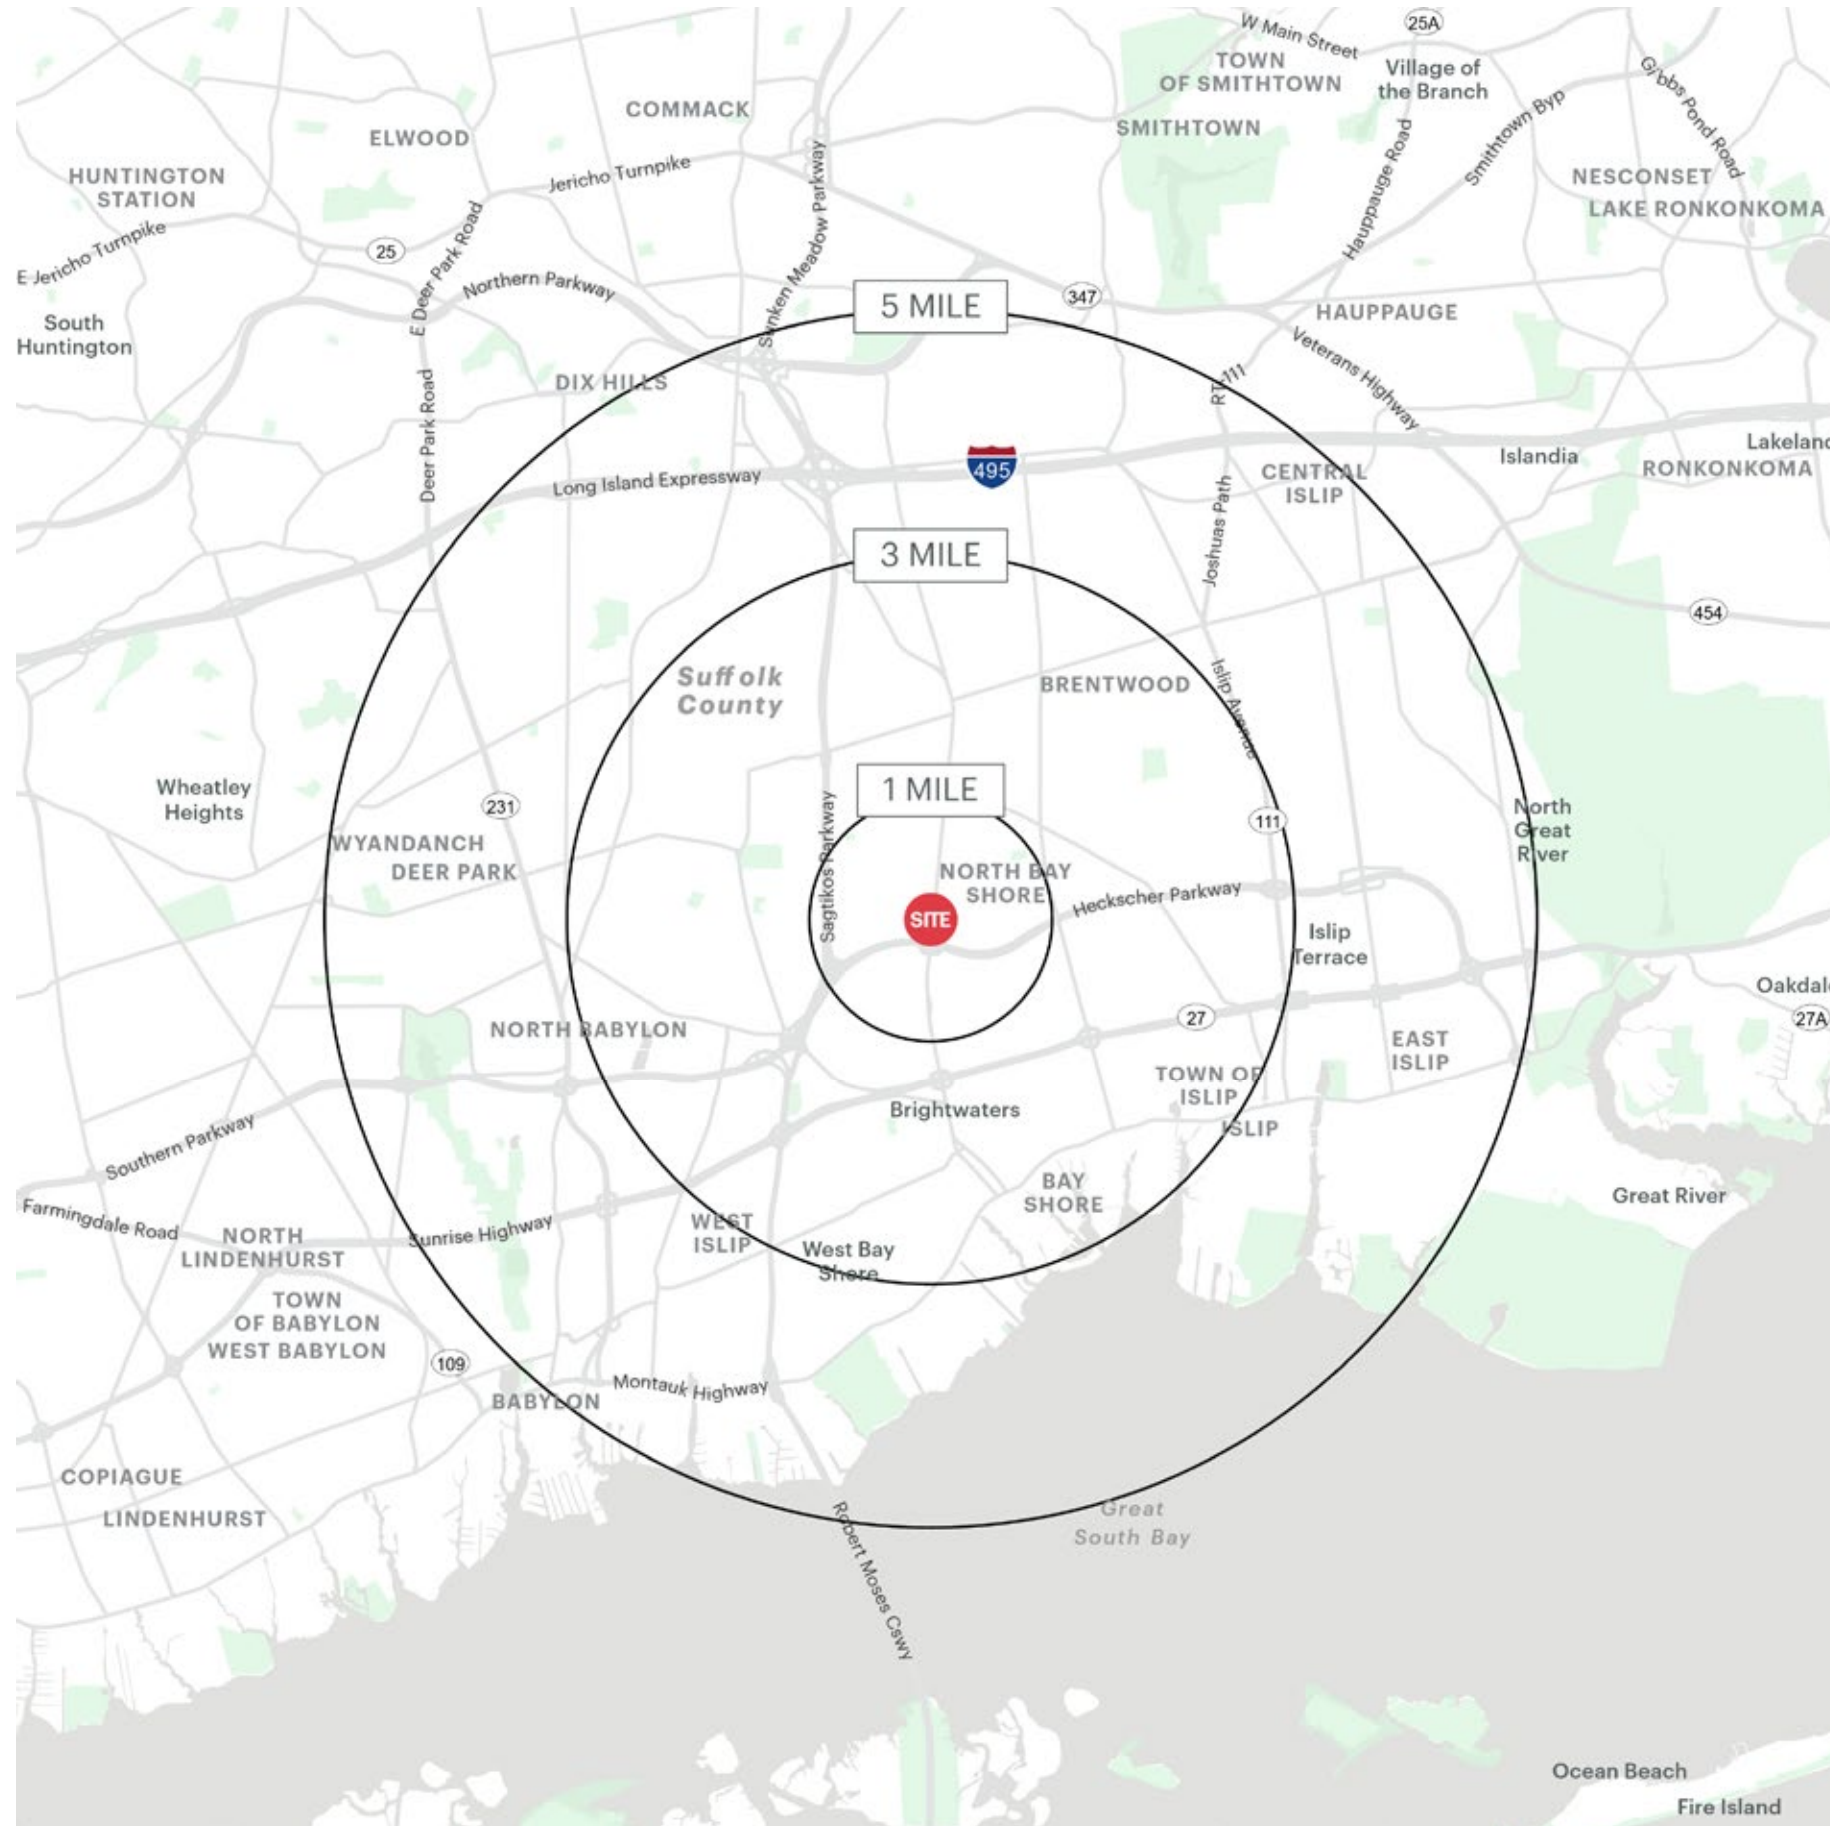 W Main Street
25A
TOWN
OF SMITHTOWN
Village of
the Branch
Gibbs Pond Road
COMMACK
ELWOOD
SMITHTOWN
Smithtown Byp
Hauppauge Road
HUNTINGTON
STATION
Jericho Turnpike
Sunken Meadow Parkway
NESCONSET
LAKE RONKONKOMA
E Jericho Turnpike
25
E Deer Park Road
Northern Parkway
5 MILE
347
HAUPPAUGE
South
Huntington
Veterans Highway
DIX HILLS
RT-111
Deer Park Road
Long Island Expressway
495
CENTRAL
ISLIP
Islandia
Lakeland
RONKONKOMA
Joshuas Path
3 MILE
454
Suffolk
County
BRENTWOOD
Islip Avenue
Wheatley
Heights
231
1 MILE
111
North
Great
River
WYANDANCH
DEER PARK
Sagtikos Parkway
NORTH BAY
SHORE
SITE
Heckscher Parkway
Islip
Terrace
Oakdale
27A
NORTH BABYLON
27
EAST
ISLIP
TOWN OF
ISLIP
Brightwaters
ISLIP
Southern Parkway
BAY
SHORE
Great River
Farmingdale Road
NORTH
LINDENHURST
Sunrise Highway
WEST
ISLIP
West Bay
Shore
TOWN
OF BABYLON
WEST BABYLON
109
BABYLON
Montauk Highway
COPIAGUE
LINDENHURST
Great
South Bay
Robert Moses Cswy
Ocean Beach
Fire Island